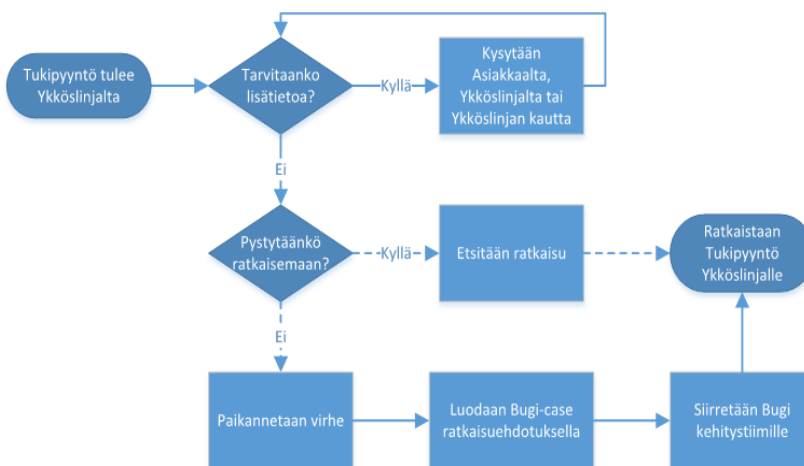 Tukipyyntö tulee
Ykköslinjalta
Tarvitaanko
lisätietoa?
Kyllä
Kysytään
Asiakkaalta,
Ykköslinjalta tai
Ykköslinjan kautta
Ei
Pystytäänkö
ratkaisemaan?
Kyllä
Etsitään ratkaisu
Ratkaistaan
Tukipyyntö
Ykköslinjalle
Ei
Paikannetaan virhe
Luodaan Bugi-case
ratkaisuehdotuksella
Siirretään Bugi
kehitystiimille